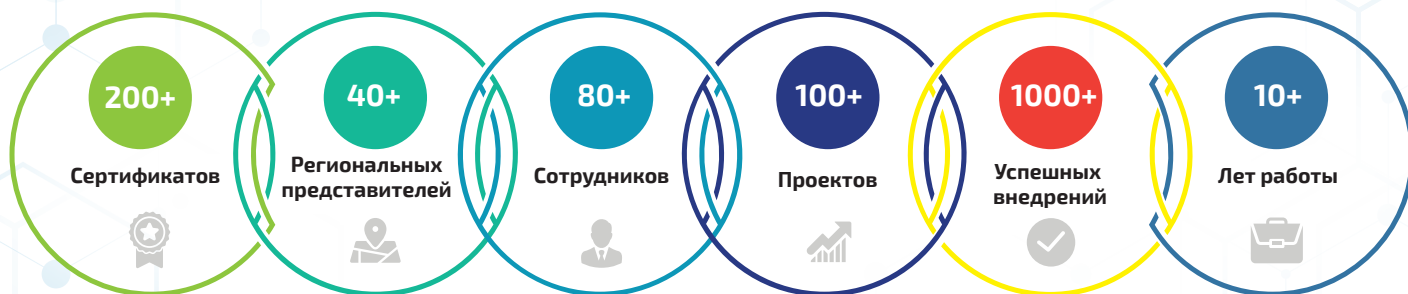 200+
Сертификатов
40+
Региональных
представителей
80+
Сотрудников
100+
Проектов
1000+
Успешных
внедрений
10+
Лет работы